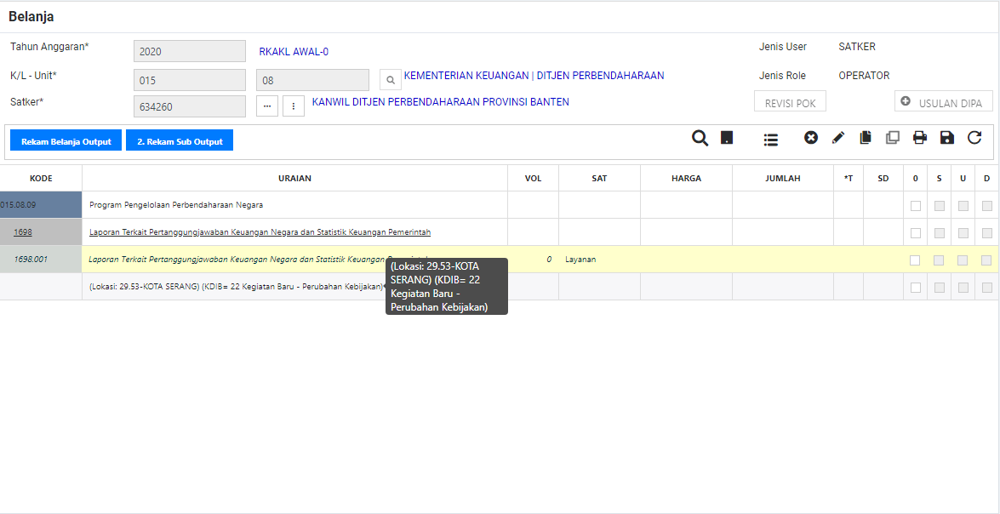 Belanja
Tahun Anggaran* 2020 RKAKL AWAL-0 Jenis User SATKER
K/L - Unit* 015 08 KEMENTERIAN KEUANGAN | DITJEN PERBENDAHARAAN Jenis Role OPERATOR
Satker* 634260 ... KANWIL DITJEN PERBENDAHARAAN PROVINSI BANTEN REVISI POK USULAN DIPA
Rekam Belanja Output 2. Rekam Sub Output
KODE URAIAN VOL SAT HARGA JUMLAH *T SD 0 S U D
015.08.09 Program Pengelolaan Perbendaharaan Negara
1698 Laporan Terkait Pertanggungjawaban Keuangan Negara dan Statistik Keuangan Pemerintah
1698.001 Laporan Terkait Pertanggungjawaban Keuangan Negara dan Statistik Keuangan 0 Layanan
(Lokasi: 29.53-KOTA SERANG) (KDIB= 22 Kegiatan Baru - Perubahan Kebijakan)
(Lokasi: 29.53-KOTA
SERANG) (KDIB= 22
Kegiatan Baru -
Perubahan Kebijakan)